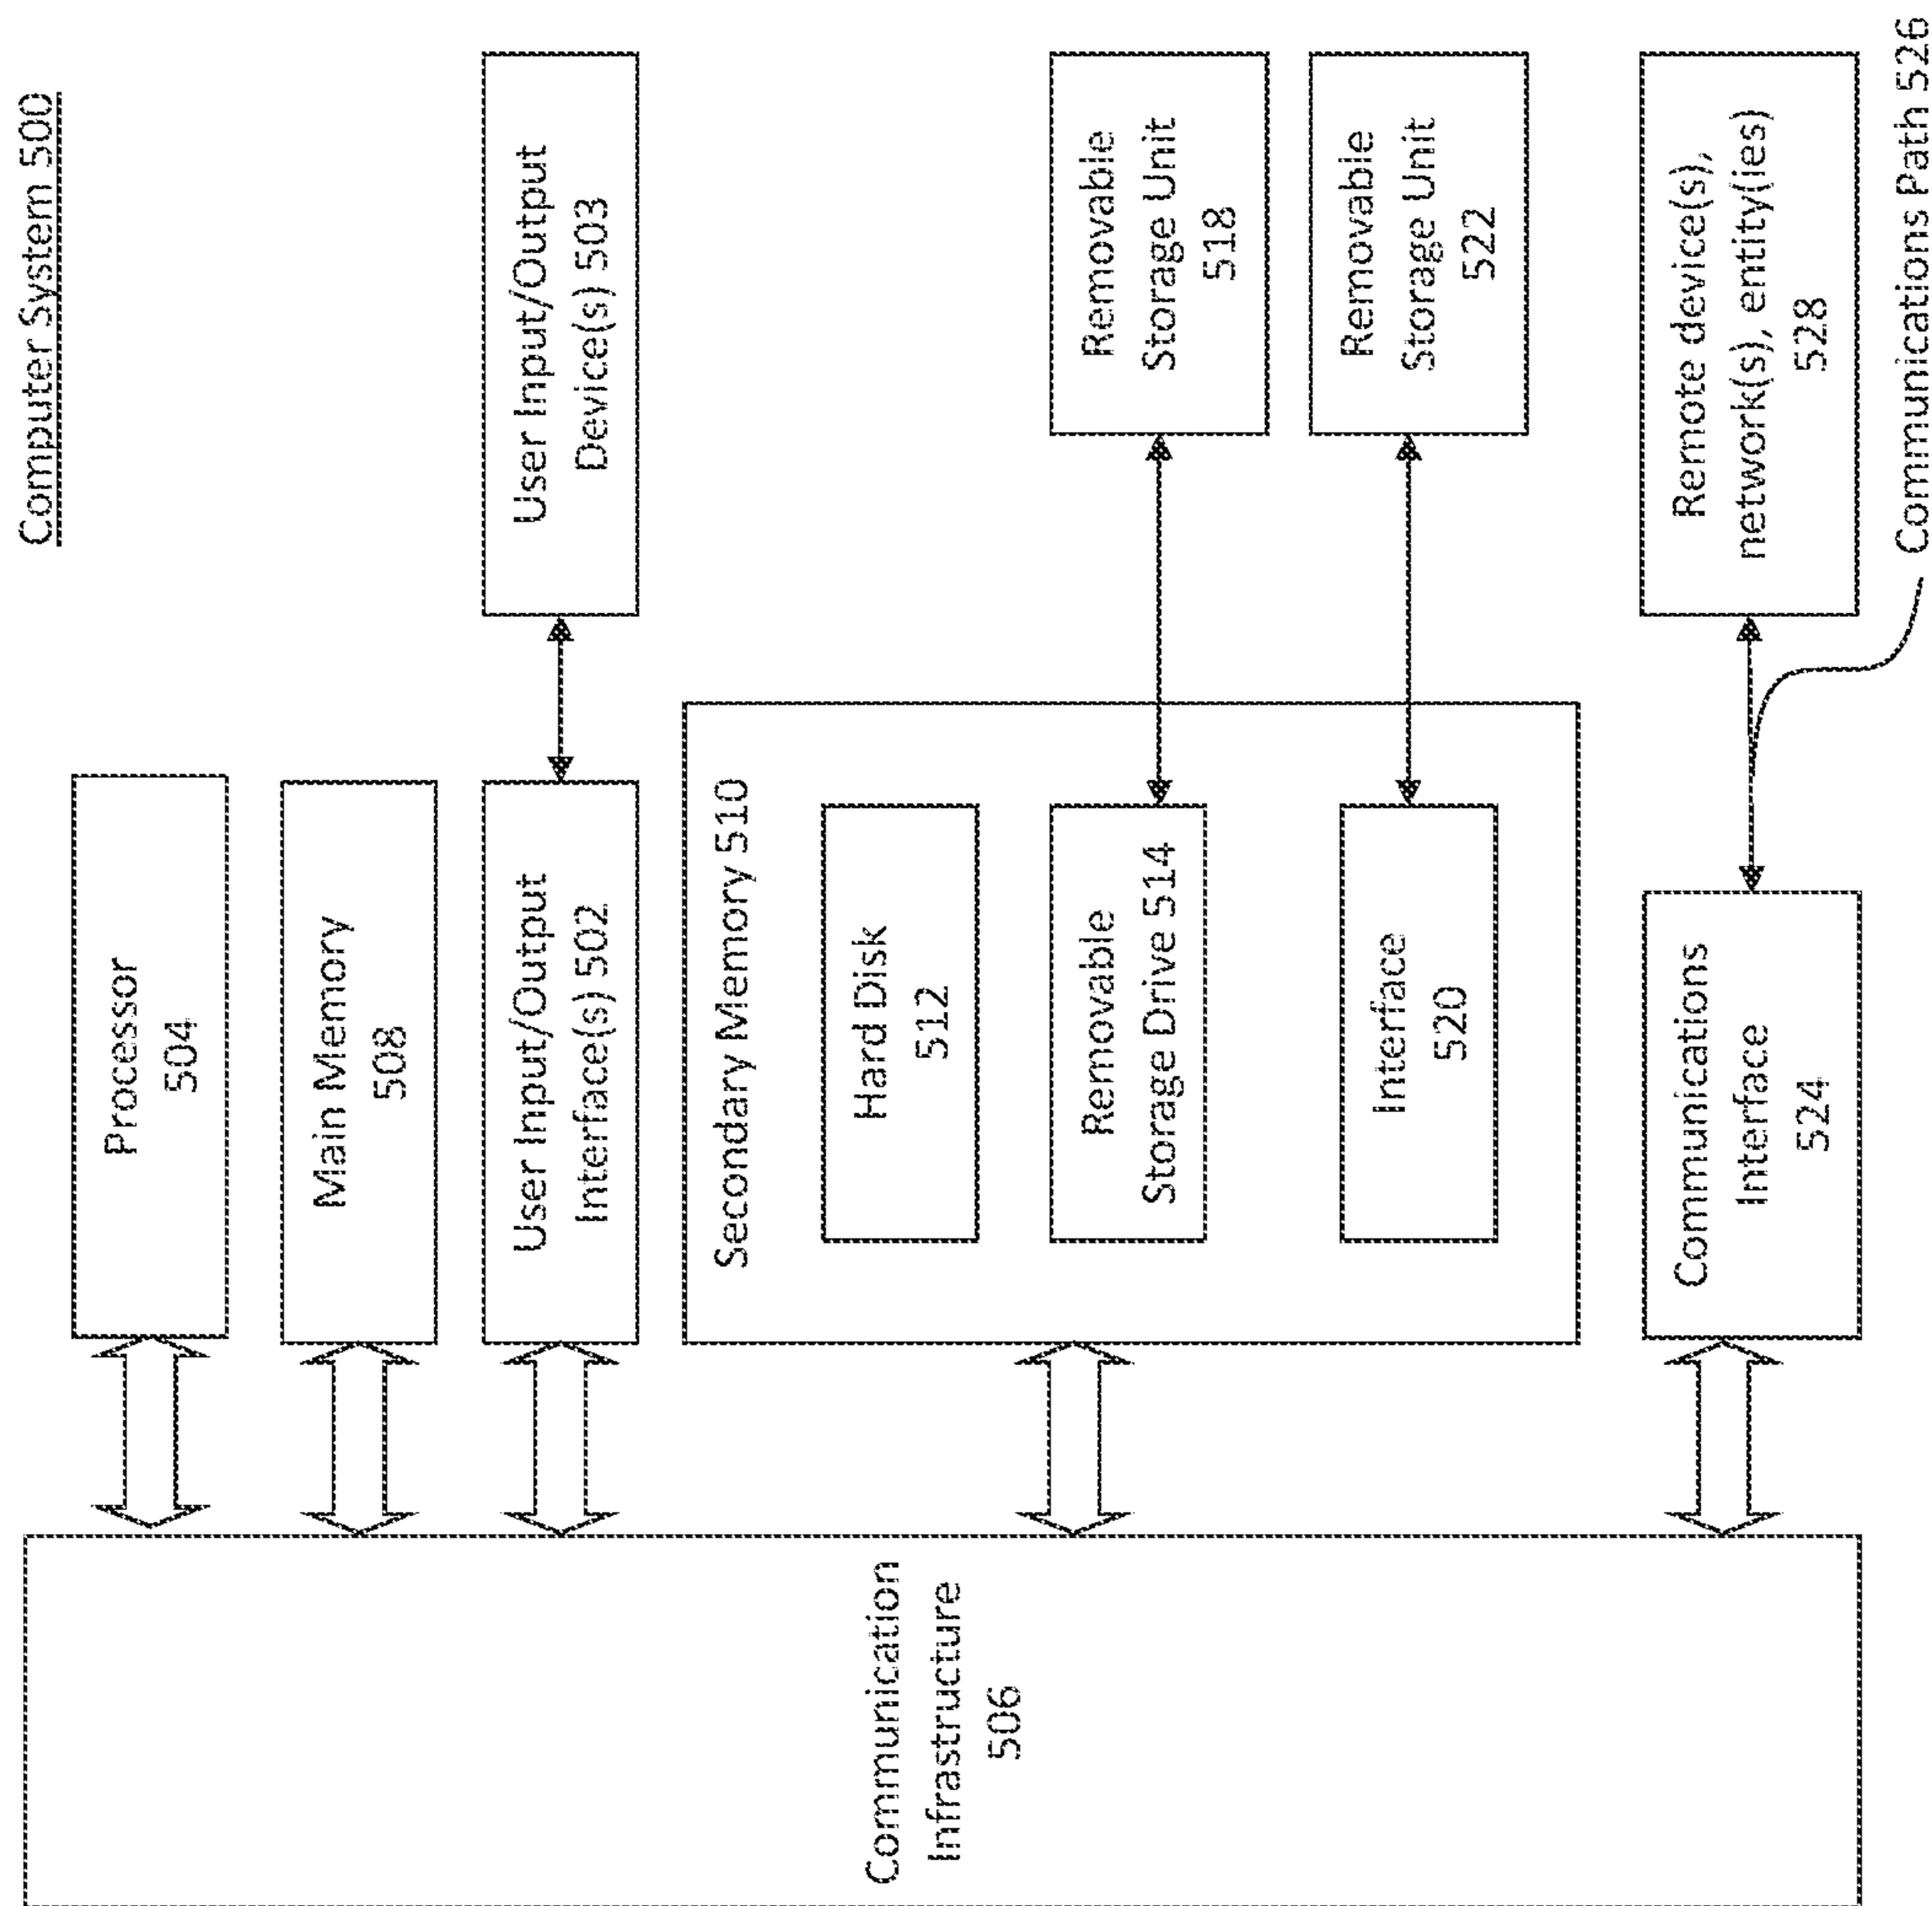 Computer System 500
Processor
504
Main Memory
508
User Input/Output
Interface(s) 502
User Input/Output
Device(s) 503
Secondary Memory 510
Hard Disk
512
Removable
Storage Drive 514
Removable
Storage Unit
518
Interface
520
Removable
Storage Unit
522
Communications
Interface
524
Remote device(s),
network(s), entity(ies)
528
Communications Path 526
Communication
Infrastructure
506